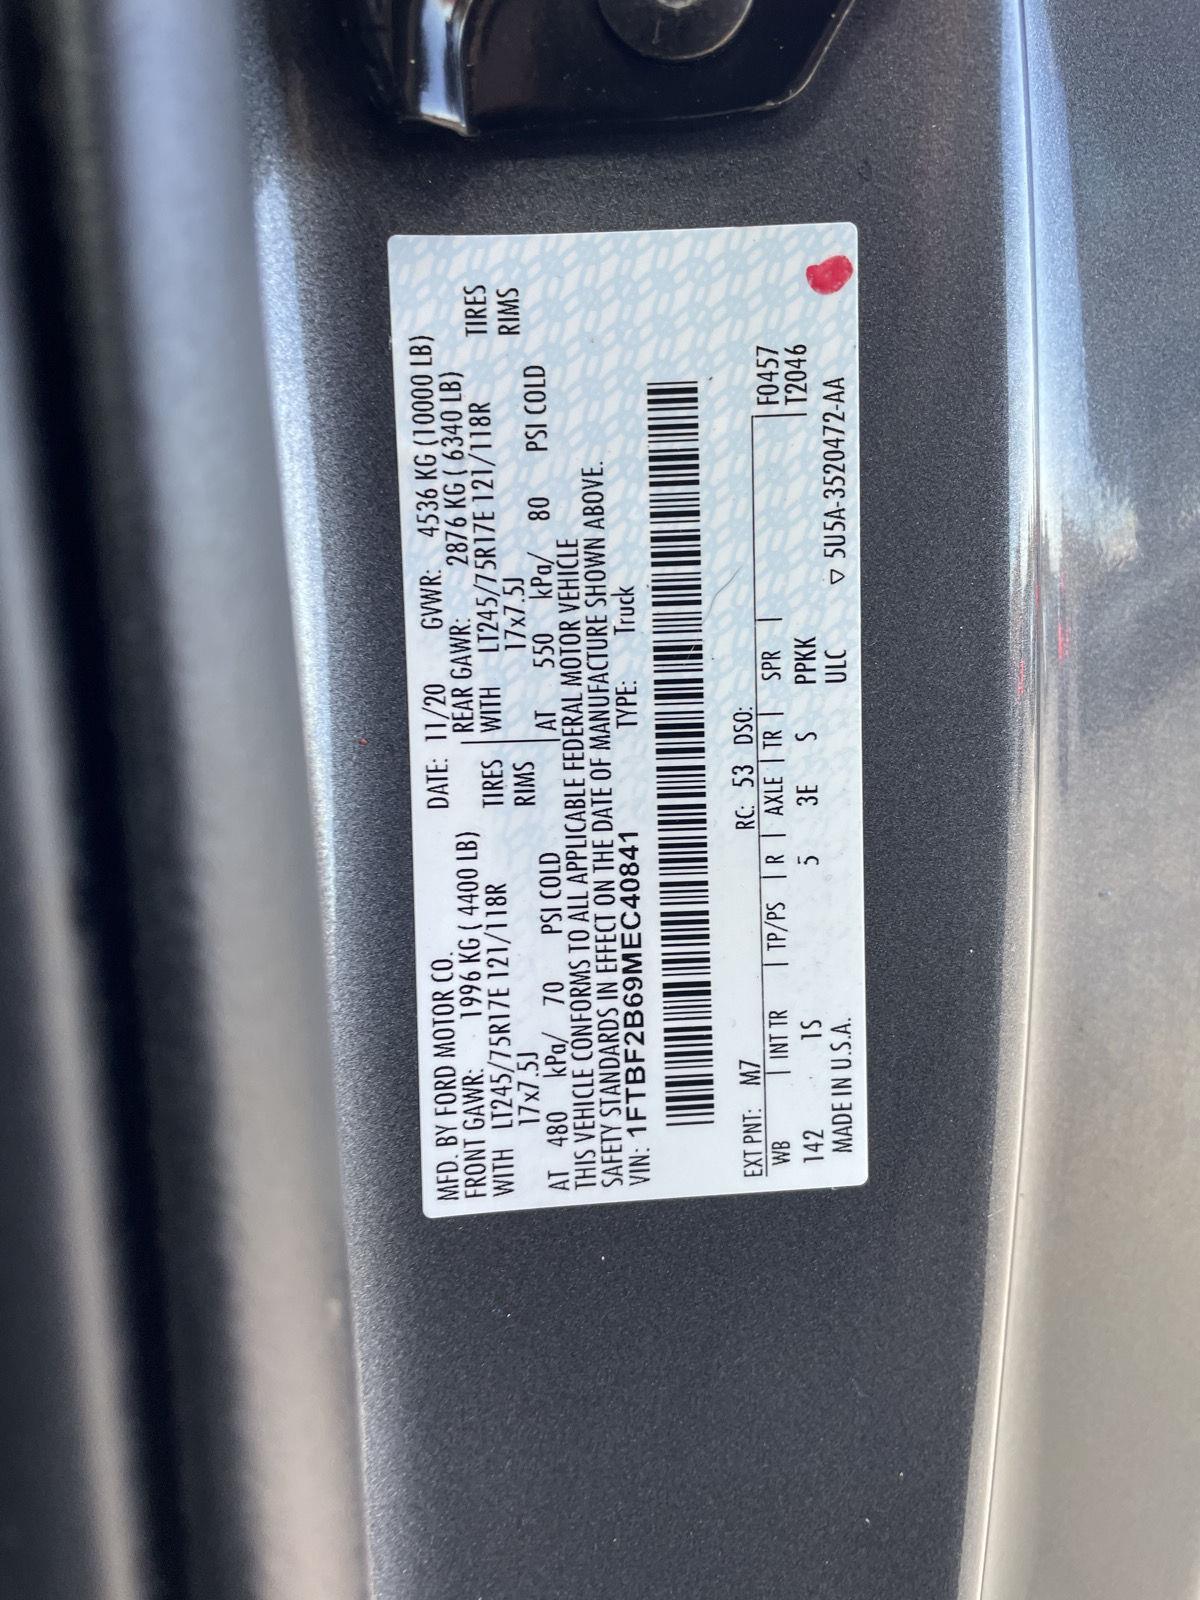 MFD. BY FORD MOTOR CO. DATE: 11/20 GVWR: 4536 KG (10000 LB)
FRONT GAWR: 1996 KG ( 4400 LB) REAR GAWR: 2876 KG ( 6340 LB)
WITH LT245/75R17E 121/118R TIRES WITH LT245/75R17E 121/118R TIRES
17x7.5J RIMS 17x7.5J RIMS
AT 480 kPa/ 70 PSI COLD AT 550 kPa/ 80 PSI COLD
THIS VEHICLE CONFORMS TO ALL APPLICABLE FEDERAL MOTOR VEHICLE
SAFETY STANDARDS IN EFFECT ON THE DATE OF MANUFACTURE SHOWN ABOVE.
VIN: 1FTBF2B69MEC40841 TYPE: Truck
EXT PNT: M7 RC: 53 DSO:
WB INT TR TP/PS R AXLE TR SPR F0457
142 1S 5 3E S PPKK T2046
MADE IN U.S.A. ULC ▽ 5U5A-3520472-AA